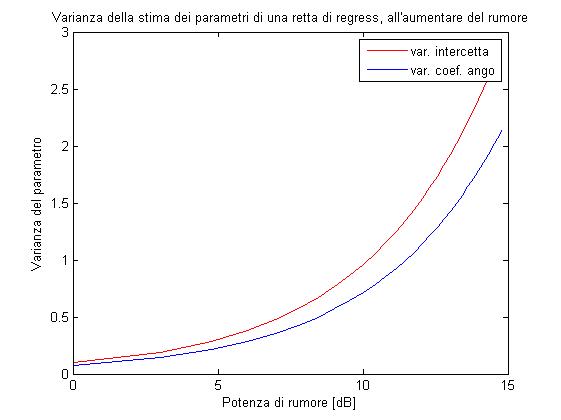 Varianza della stima dei parametri di una retta di regress, all'aumentare del rumore
3
var. intercetta
var. coef. ango
2.5
2
1.5
1
0.5
0
Varianza del parametro
0 5 10 15
Potenza di rumore [dB]